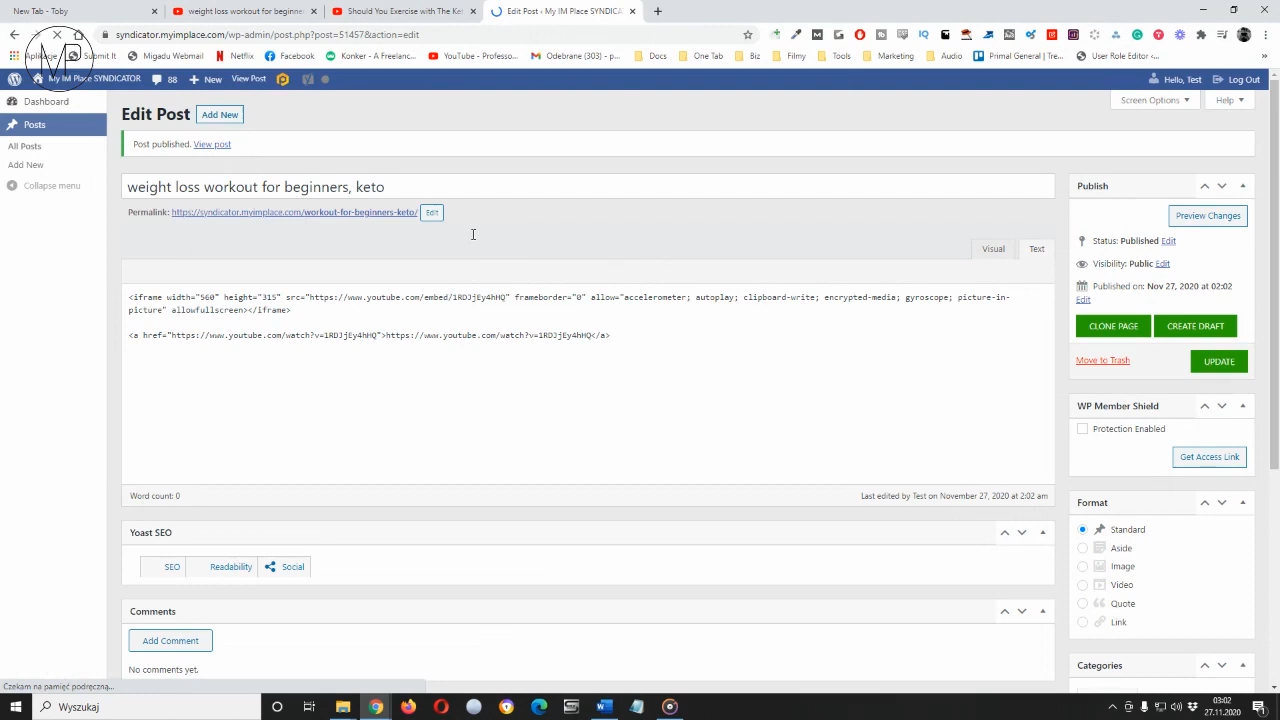 New Tab - Toby
weight loss workout for beginner
Should You Exercise with The Ket
Edit Post ‹ My IM Place SYNDICA
syndicator.myimplace.com/wp-admin/post.php?post=51457&action=edit
Submit It
Migadu Webmail
Netflix
Facebook
Konker - A Freelanc...
YouTube - Professo...
Odebrane (303) - p...
Docs
One Tab
Biz
Filmy
Tools
Marketing
Audio
Primal General | Tre...
User Role Editor ‹...
MP
My IM Place SYNDICATOR
88
New
View Post
Hello, Test
Log Out
Dashboard
Posts
All Posts
Add New
Collapse menu
Edit Post
Add New
Screen Options
Help
Post published. View post
weight loss workout for beginners, keto
Permalink: https://syndicator.myimplace.com/workout-for-beginners-keto/
Edit
Visual
Text
<iframe width="560" height="315" src="https://www.youtube.com/embed/1RDJjEy4hHQ" frameborder="0" allow="accelerometer; autoplay; clipboard-write; encrypted-media; gyroscope; picture-in-
picture" allowfullscreen></iframe>
<a href="https://www.youtube.com/watch?v=1RDJjEy4hHQ">https://www.youtube.com/watch?v=1RDJjEy4hHQ</a>
Word count: 0
Last edited by Test on November 27, 2020 at 2:02 am
Yoast SEO
SEO
Readability
Social
Comments
Add Comment
No comments yet.
Publish
Preview Changes
Status: Published Edit
Visibility: Public Edit
Published on: Nov 27, 2020 at 02:02
Edit
CLONE PAGE
CREATE DRAFT
Move to Trash
UPDATE
WP Member Shield
Protection Enabled
Get Access Link
Format
Standard
Aside
Image
Video
Quote
Link
Categories
Czekam na pamięć podręczną...
Wyszukaj
03:02
27.11.2020